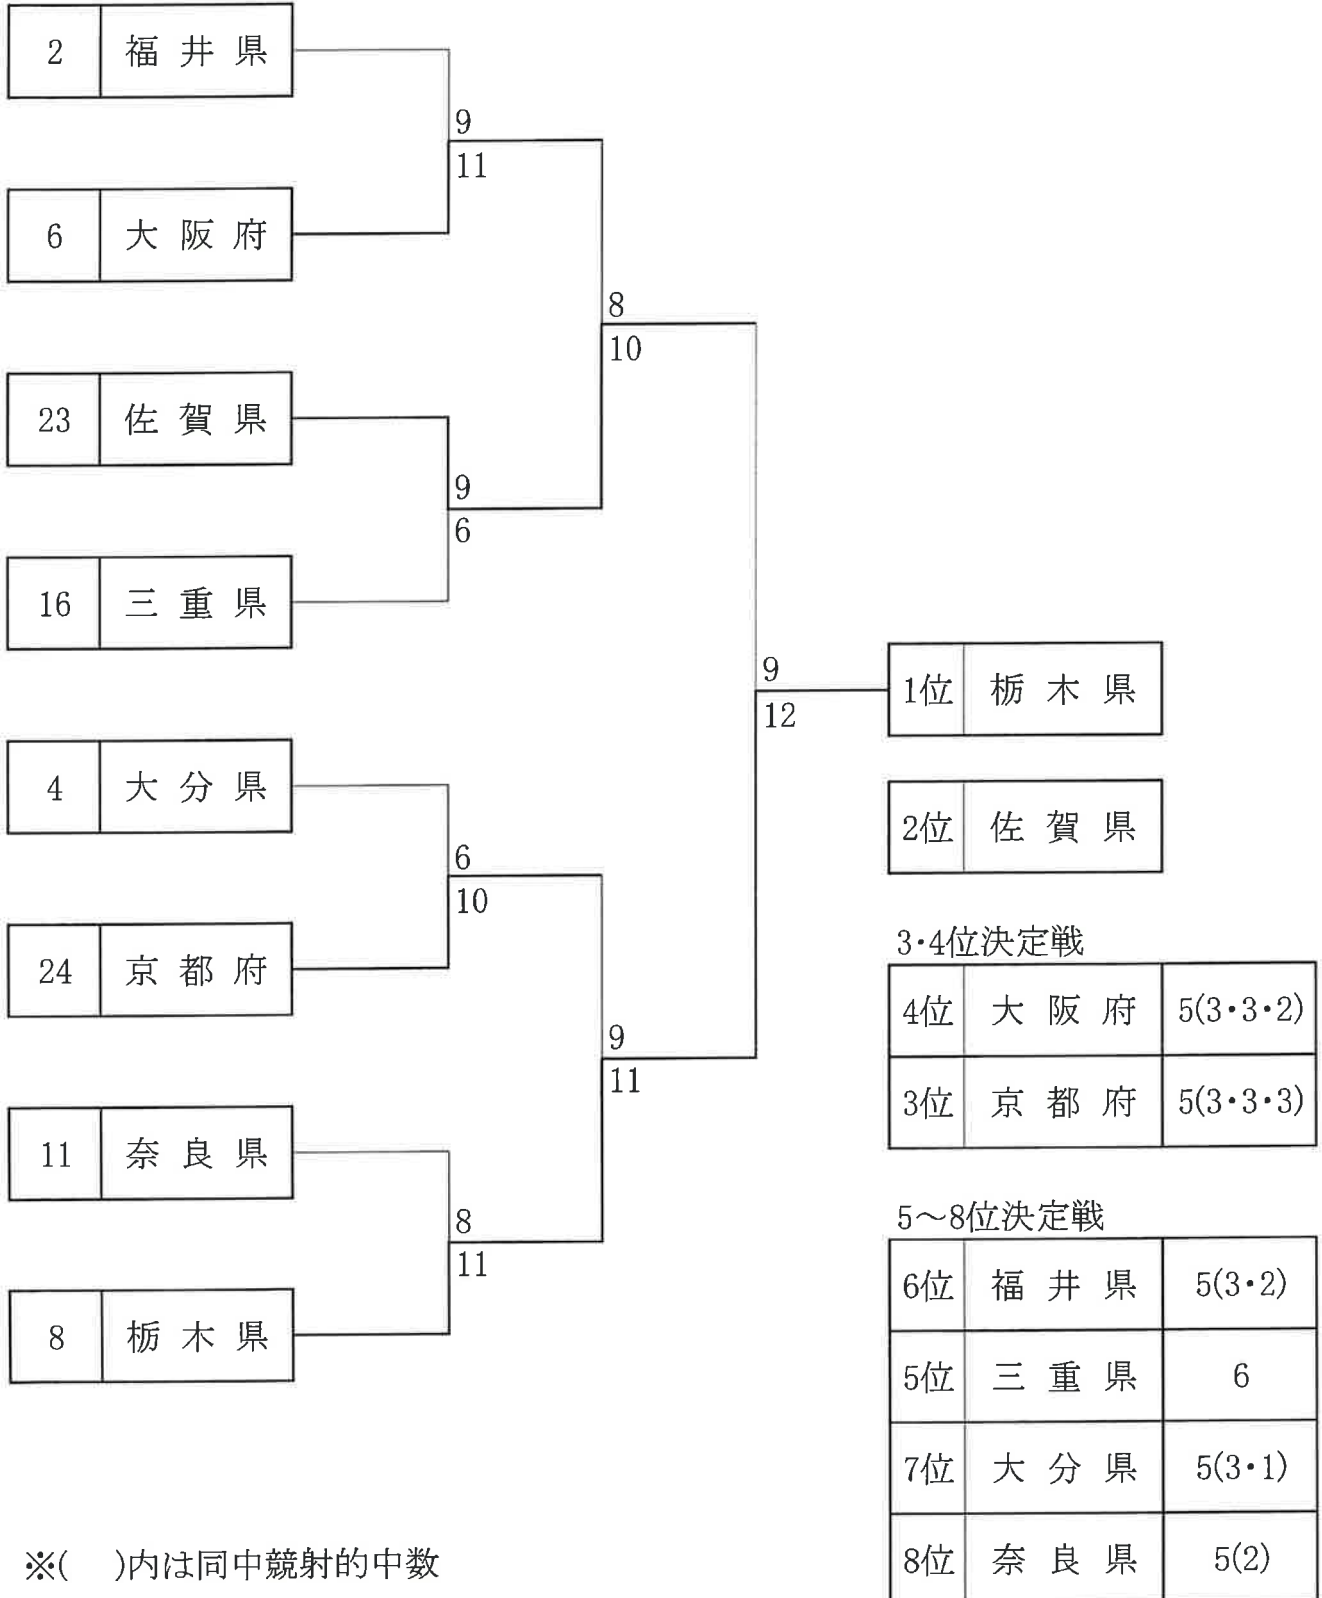 2 福井県
9
11
6 大阪府
8
10
23 佐賀県
9
6
16 三重県
9
12
1位 栃木県
4 大分県
2位 佐賀県
6
10
24 京都府
3・4位決定戦
4位 大阪府 5(3・3・2)
3位 京都府 5(3・3・3)
9
11
11 奈良県
8
11
8 栃木県
5～8位決定戦
6位 福井県 5(3・2)
5位 三重県 6
7位 大分県 5(3・1)
8位 奈良県 5(2)
※(　)内は同中競射的中数